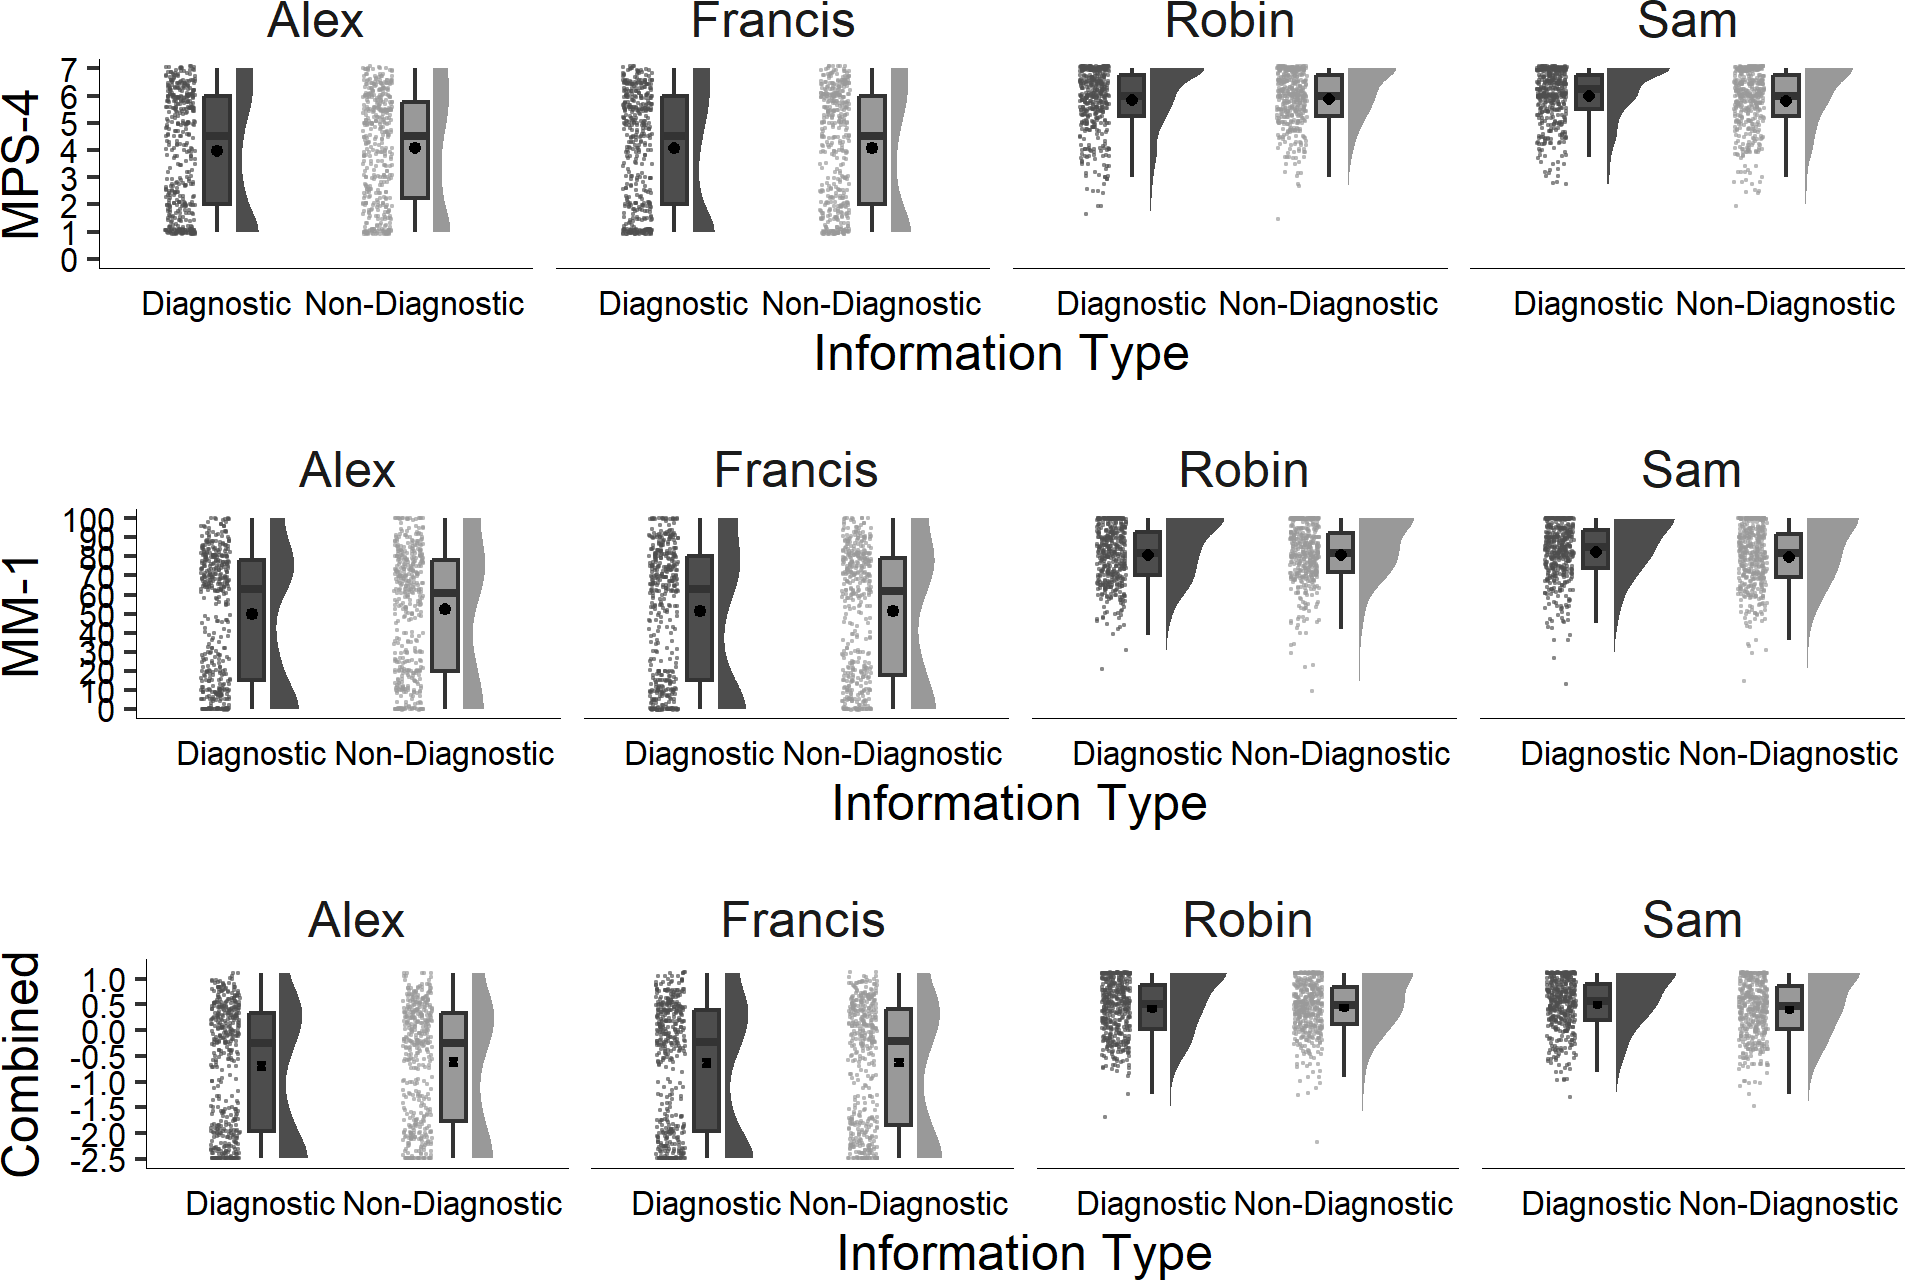 Alex Francis Robin Sam
MPS-4
7
6
5
4
3
2
1
0
Diagnostic Non-Diagnostic Diagnostic Non-Diagnostic Diagnostic Non-Diagnostic Diagnostic Non-Diagnostic
Information Type
Alex Francis Robin Sam
MM-1
100
90
80
70
60
50
40
30
20
10
0
Diagnostic Non-Diagnostic Diagnostic Non-Diagnostic Diagnostic Non-Diagnostic Diagnostic Non-Diagnostic
Information Type
Alex Francis Robin Sam
Combined
1.0
0.5
0.0
-0.5
-1.0
-1.5
-2.0
-2.5
Diagnostic Non-Diagnostic Diagnostic Non-Diagnostic Diagnostic Non-Diagnostic Diagnostic Non-Diagnostic
Information Type